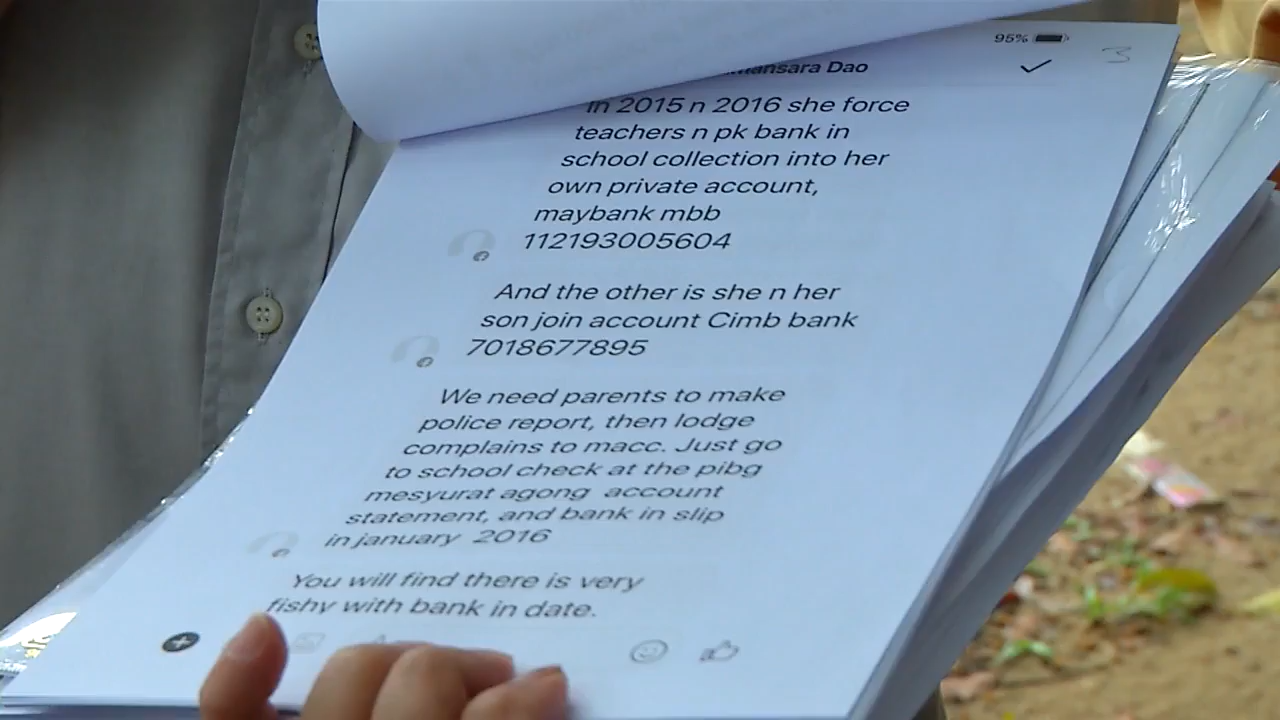 95%
Dao
In 2015 n 2016 she force
teachers n pk bank in
school collection into her
own private account,
maybank mbb
112193005604
And the other is she n her
son join account Cimb bank
7018677895
We need parents to make
police report, then lodge
complains to macc. Just go
to school check at the pibg
mesyurat agong account
statement, and bank in slip
in january 2016
You will find there is very
fishy with bank in date.